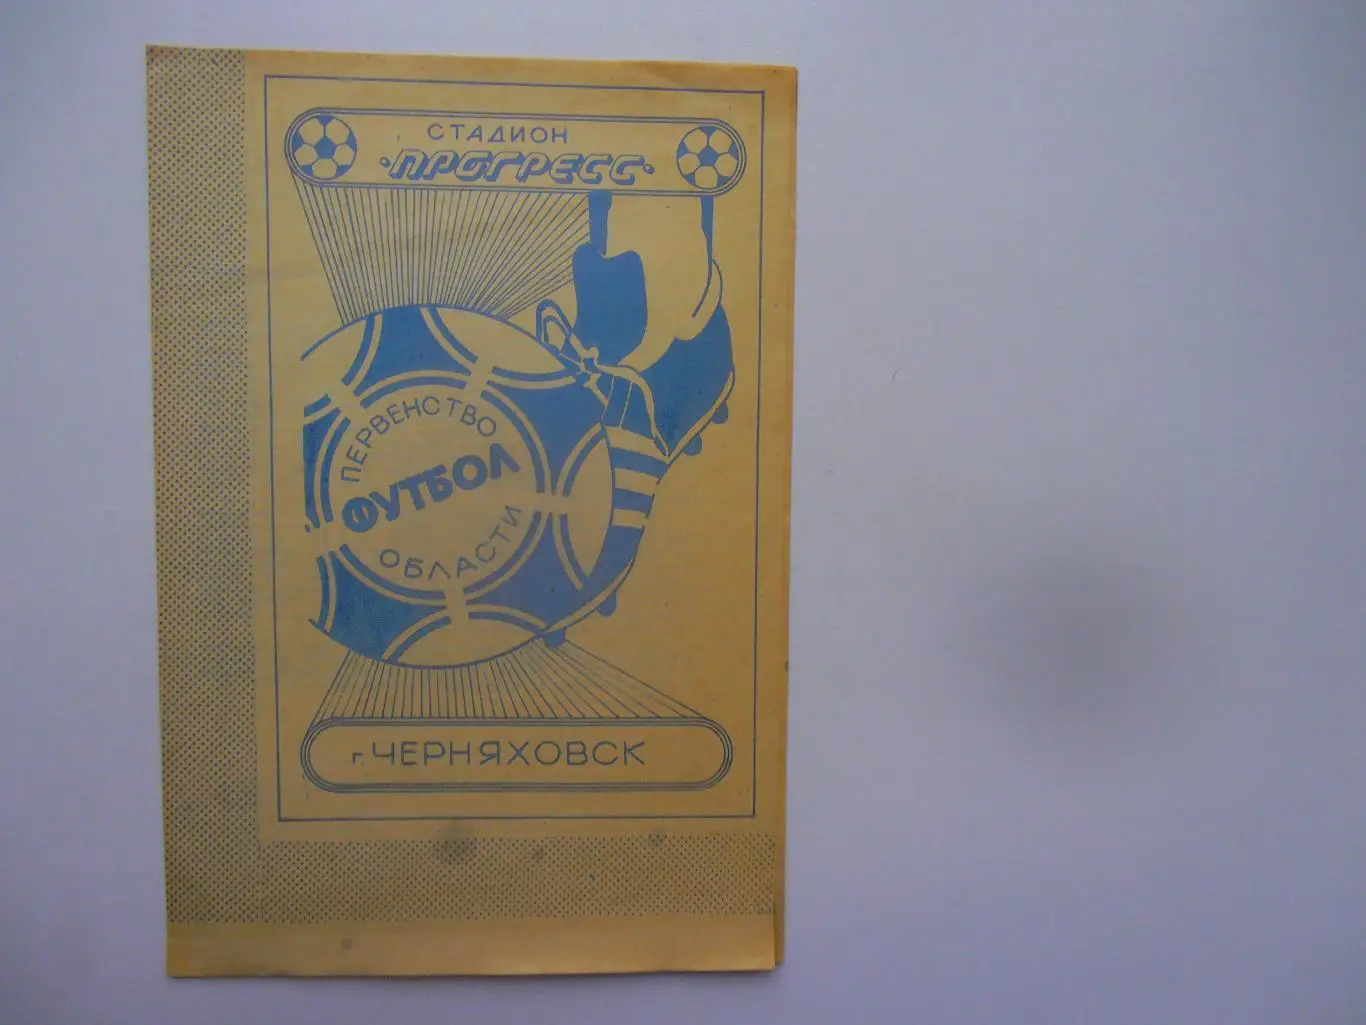 СТАДИОН
·ПРОГРЕСС·
ПЕРВЕНСТВО
ФУТБОЛ
ОБЛАСТИ
г. ЧЕРНЯХОВСК